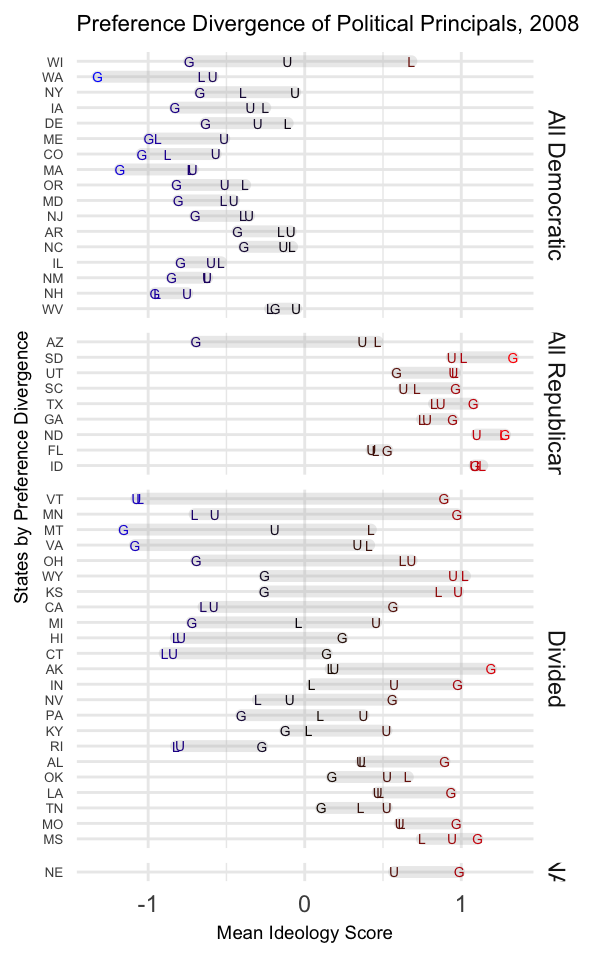 Preference Divergence of Political Principals, 2008
WI G U L
WA G L U
NY G L U
IA G U L
DE G U L
ME G L U
CO G L U
MA G L U
OR G U L
MD G L U
NJ G L U
AR G L U
NC G U L
IL G U L
NM G L U
NH G L U
WV L G U
All Democratic
AZ G U L
SD U L G
UT G U L
SC U L G
TX L U G
GA L U G
ND U L G
FL U L G
ID U G L
All Republican
VT U L G
MN L U G
MT G U L
VA G U L
OH G L U
WY G U L
KS G L U
CA L U G
MI G L U
HI L U G
CT L U G
AK L U G
IN L U G
NV L U G
PA G L U
KY G L U
RI L U G
AL L U G
OK G U L
LA L U G
TN G L U
MO L U G
MS L U G
Divided
NE U G
NA
States by Preference Divergence
-1 0 1
Mean Ideology Score